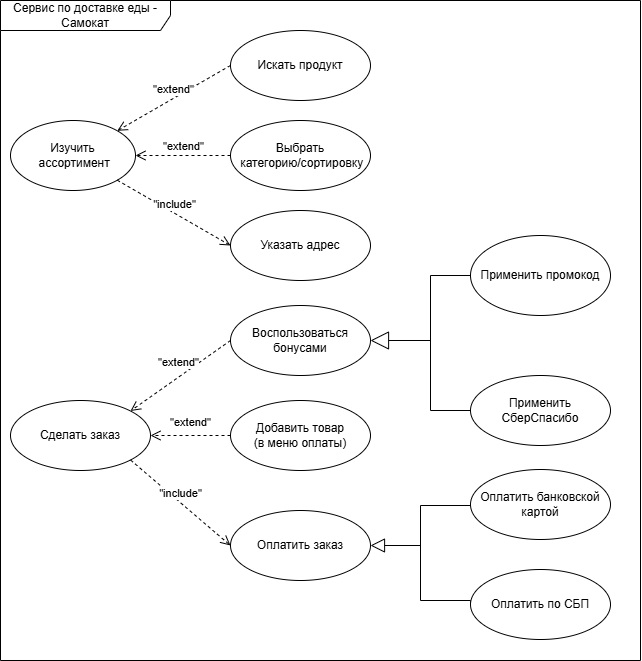 Сервис по доставке еды -
Самокат
Искать продукт
"extend"
Изучить
ассортимент
"extend"
Выбрать
категорию/сортировку
"include"
Указать адрес
Применить промокод
Воспользоваться
бонусами
"extend"
Применить
СберСпасибо
Сделать заказ
"extend"
Добавить товар
(в меню оплаты)
"include"
Оплатить банковской
картой
Оплатить заказ
Оплатить по СБП